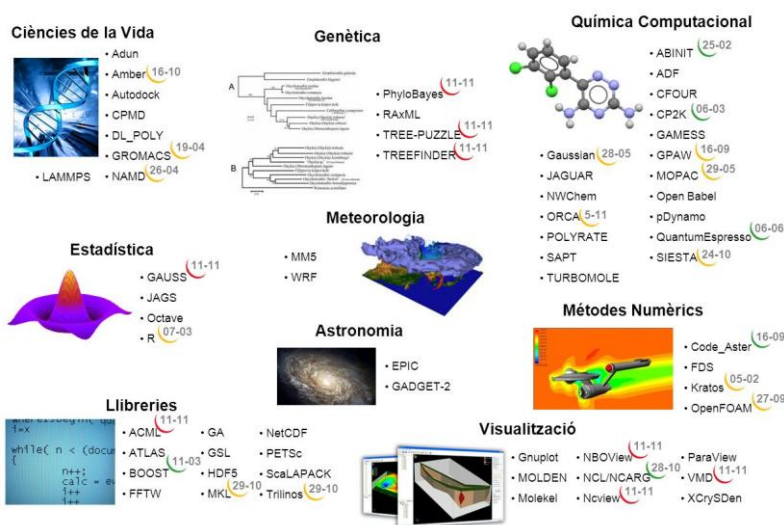 Ciències de la Vida
• Adun
• Amber 16-10
• Autodock
• CPMD
• DL_POLY
• GROMACS 19-04
• LAMMPS
• NAMD 26-04
Genètica
A
B
• PhyloBayes 11-11
• RAxML
• TREE-PUZZLE 11-11
• TREEFINDER 11-11
Química Computacional
• ABINIT 25-02
• ADF
• CFOUR
• CP2K 06-03
• GAMESS
• Gaussian 28-05
• GPAW 16-09
• JAGUAR
• MOPAC 29-05
• NWChem
• Open Babel
• ORCA 5-11
• pDynamo
• POLYRATE
• QuantumEspresso 06-06
• SAPT
• SIESTA 24-10
• TURBOMOLE
Meteorologia
• MM5
• WRF
Estadística
• GAUSS 11-11
• JAGS
• Octave
• R 07-03
Astronomia
• EPIC
• GADGET-2
Métodes Numèrics
• Code_Aster 16-09
• FDS
• Kratos 05-02
• OpenFOAM 27-09
Llibreries
i=x
while( n < (docu
{
n++;
calc = ev
i++
i++
• ACML 11-11
• GA
• NetCDF
• ATLAS
• GSL
• PETSc
• BOOST 11-03
• HDF5
• ScaLAPACK
• FFTW
• MKL 29-10
• Trilinos 29-10
Visualització
• Gnuplot
• NBOView 11-11
• ParaView
• MOLDEN
• NCL/NCARG 28-10
• VMD 11-11
• Molekel
• Ncview 11-11
• XCrySDen